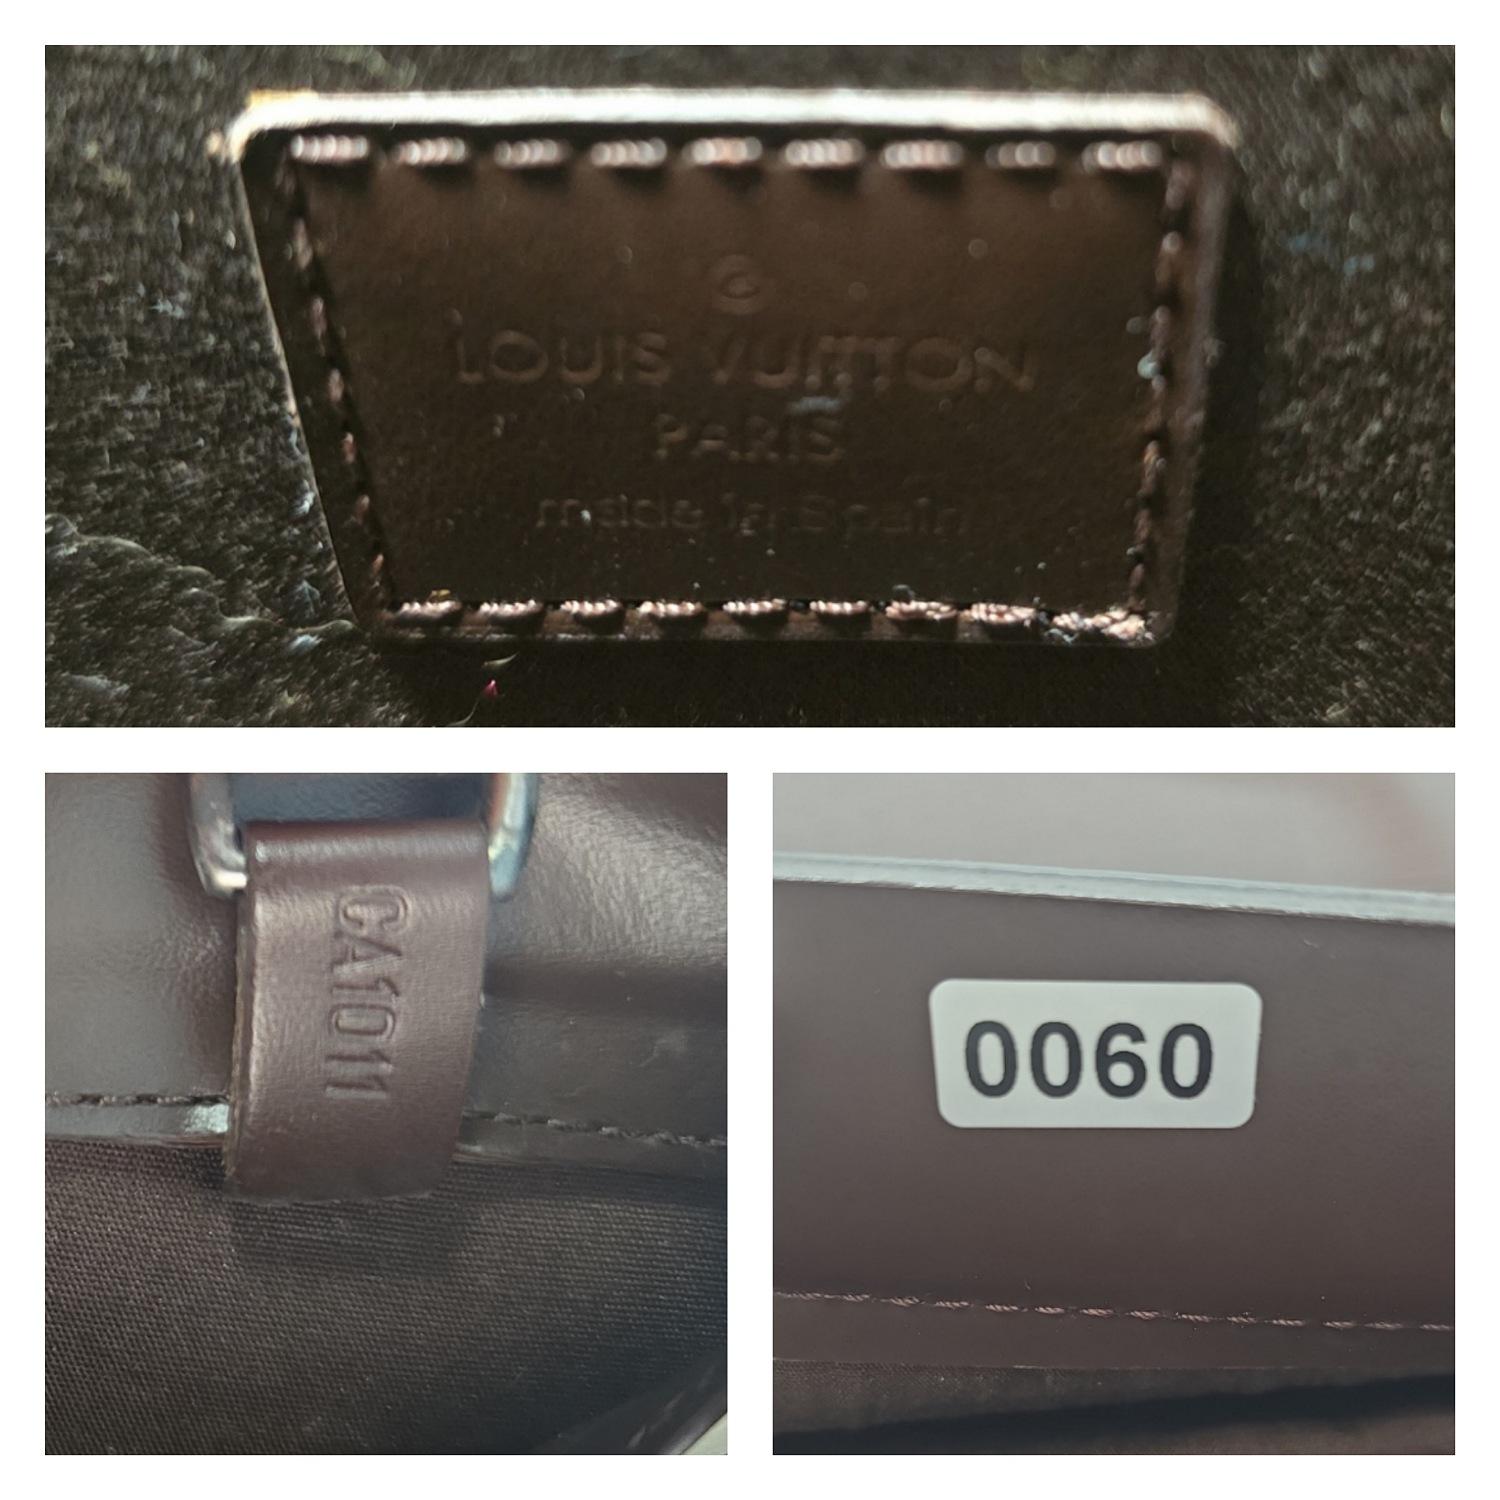 ©
LOUIS VUITTON
PARIS
made in Spain
CA1011
0060